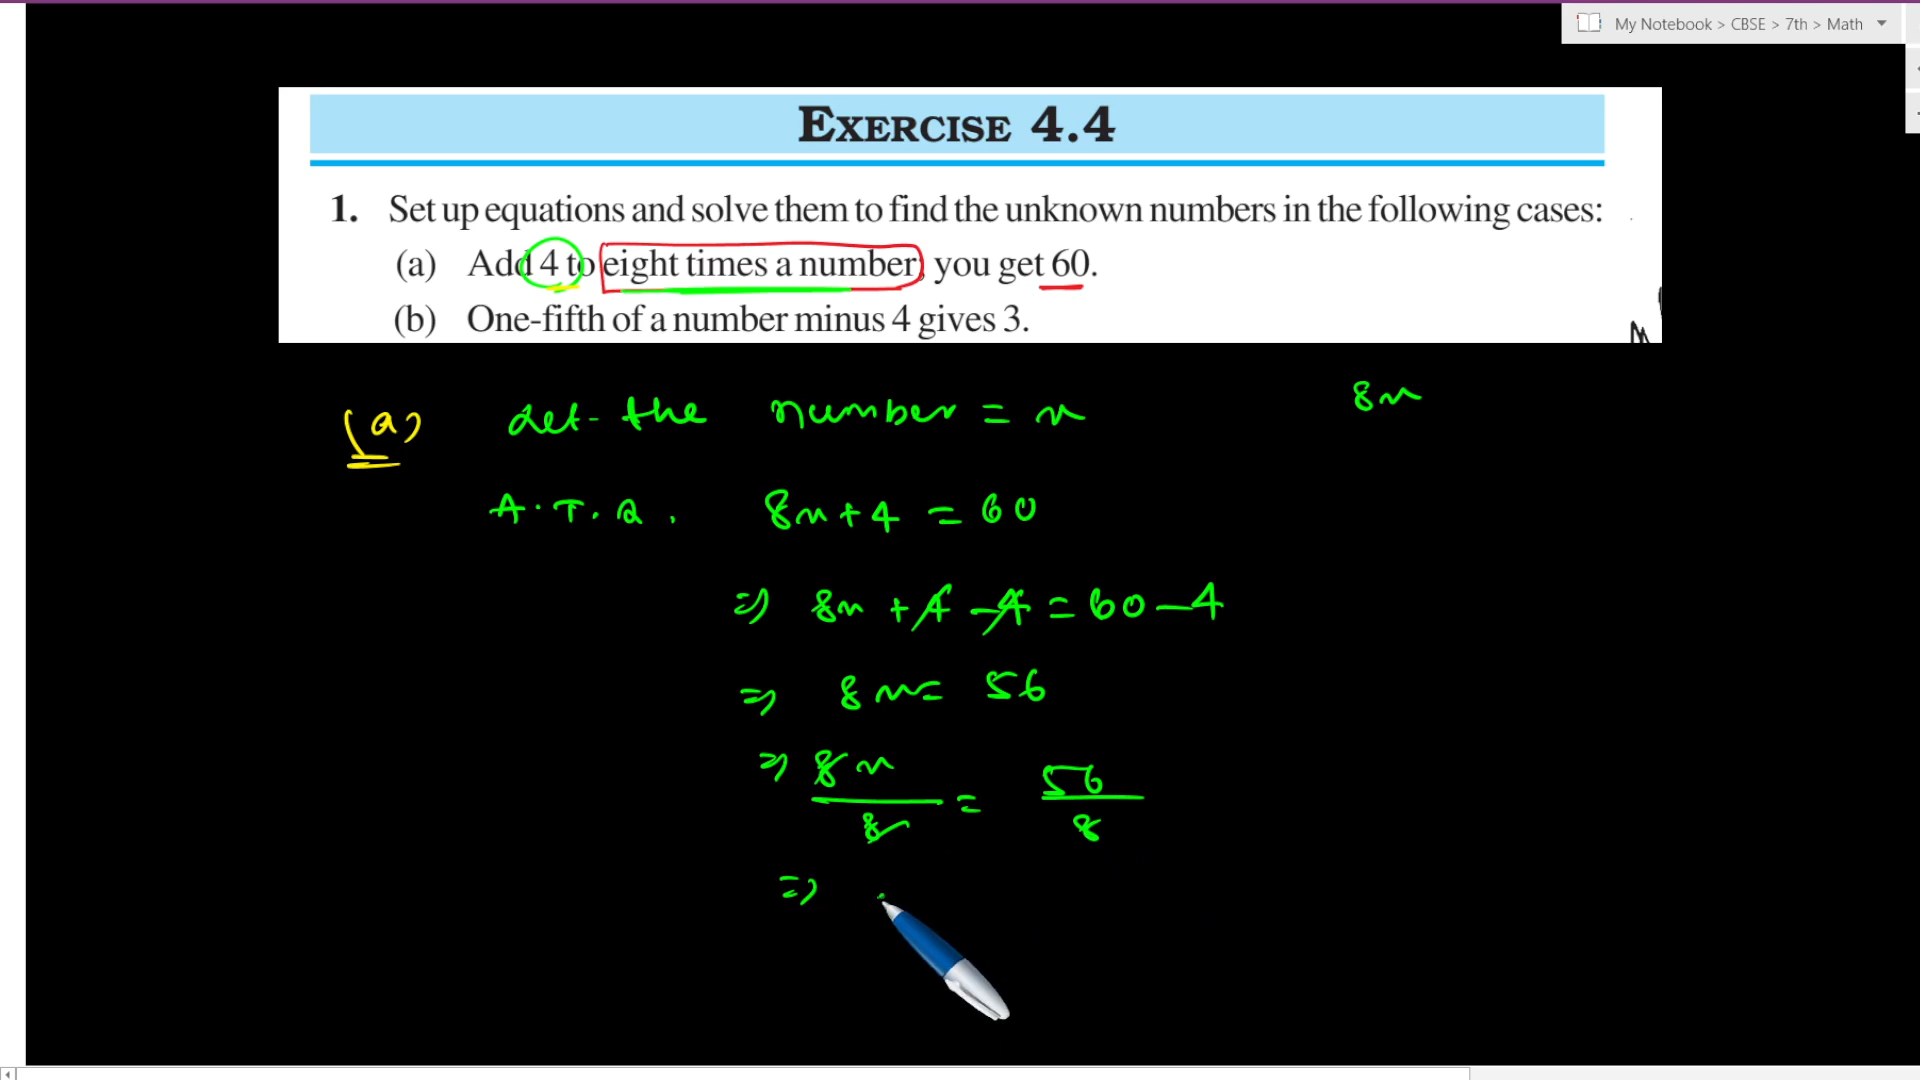 My Notebook > CBSE > 7th > Math
EXERCISE 4.4
1. Set up equations and solve them to find the unknown numbers in the following cases:
(a) Add 4 to eight times a number; you get 60.
(b) One-fifth of a number minus 4 gives 3.
(a) Let the number = x
8x
A.T.Q. 8x + 4 = 60
=> 8x + 4 - 4 = 60 - 4
=> 8x = 56
=> 8x/8 = 56/8
=>